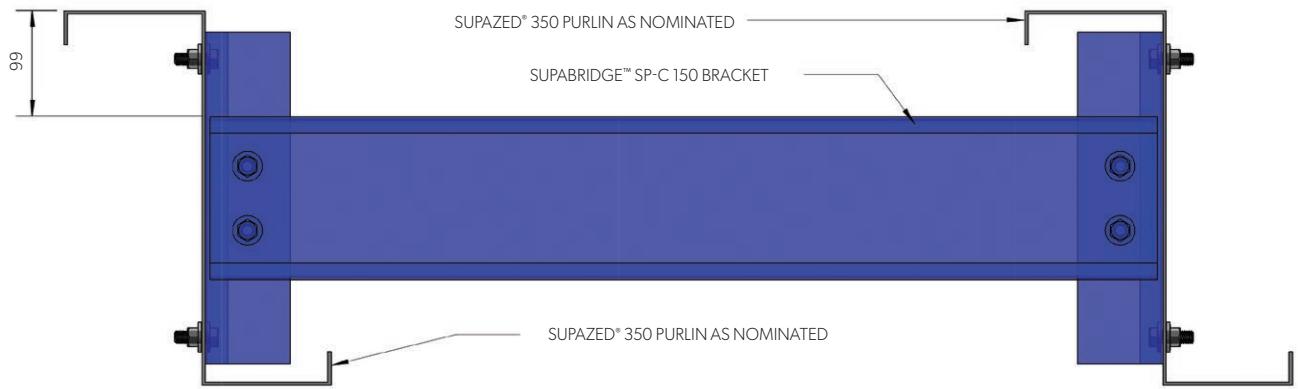 SUPAZED® 350 PURLIN AS NOMINATED
99
SUPABRIDGE™ SP-C 150 BRACKET
SUPAZED® 350 PURLIN AS NOMINATED